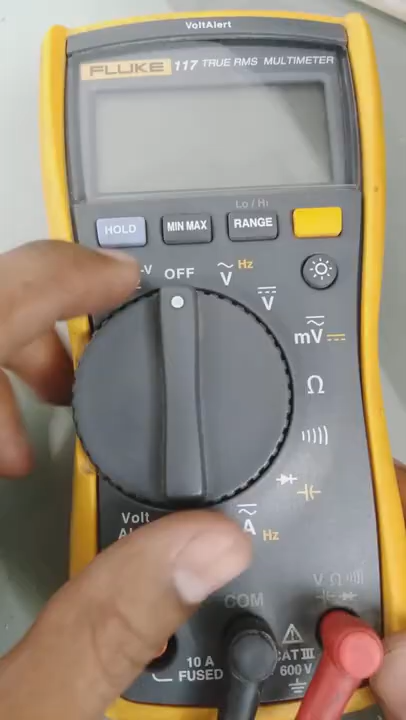 VoltAlert
FLUKE 117 TRUE RMS MULTIMETER
Lo / Hi
HOLD MIN MAX RANGE
-V OFF V Hz
V
mV
Ω
Volt
A Hz
COM V Ω
10 A
FUSED
CAT III
600 V